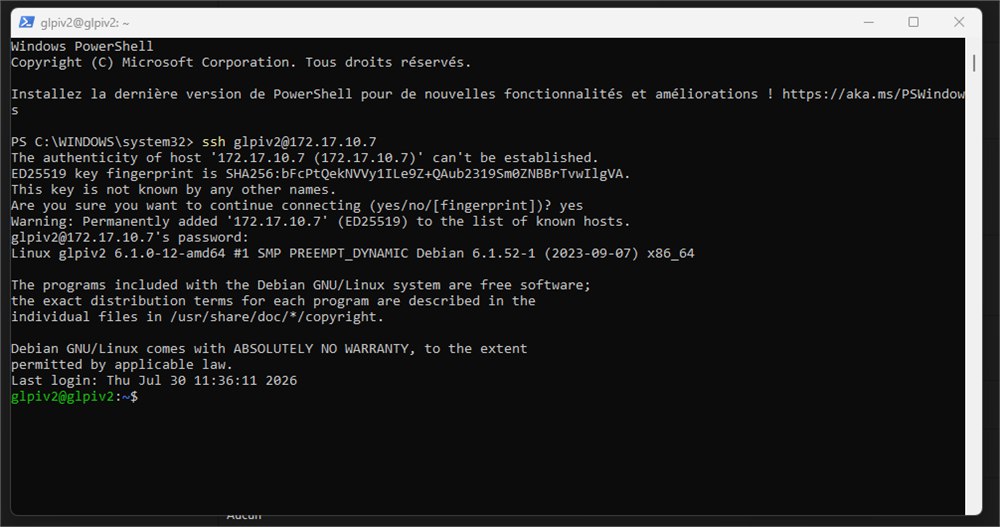 glpiv2@glpiv2: ~
Windows PowerShell
Copyright (C) Microsoft Corporation. Tous droits réservés.
Installez la dernière version de PowerShell pour de nouvelles fonctionnalités et améliorations ! https://aka.ms/PSWindow
s
PS C:\WINDOWS\system32> ssh glpiv2@172.17.10.7
The authenticity of host '172.17.10.7 (172.17.10.7)' can't be established.
ED25519 key fingerprint is SHA256:bFcPtQekNVVy1ILe9Z+QAub2319Sm0ZNBBrTvwIlgVA.
This key is not known by any other names.
Are you sure you want to continue connecting (yes/no/[fingerprint])? yes
Warning: Permanently added '172.17.10.7' (ED25519) to the list of known hosts.
glpiv2@172.17.10.7's password:
Linux glpiv2 6.1.0-12-amd64 #1 SMP PREEMPT_DYNAMIC Debian 6.1.52-1 (2023-09-07) x86_64
The programs included with the Debian GNU/Linux system are free software;
the exact distribution terms for each program are described in the
individual files in /usr/share/doc/*/copyright.
Debian GNU/Linux comes with ABSOLUTELY NO WARRANTY, to the extent
permitted by applicable law.
Last login: Thu Jul 30 11:36:11 2026
glpiv2@glpiv2:~$
Aucun